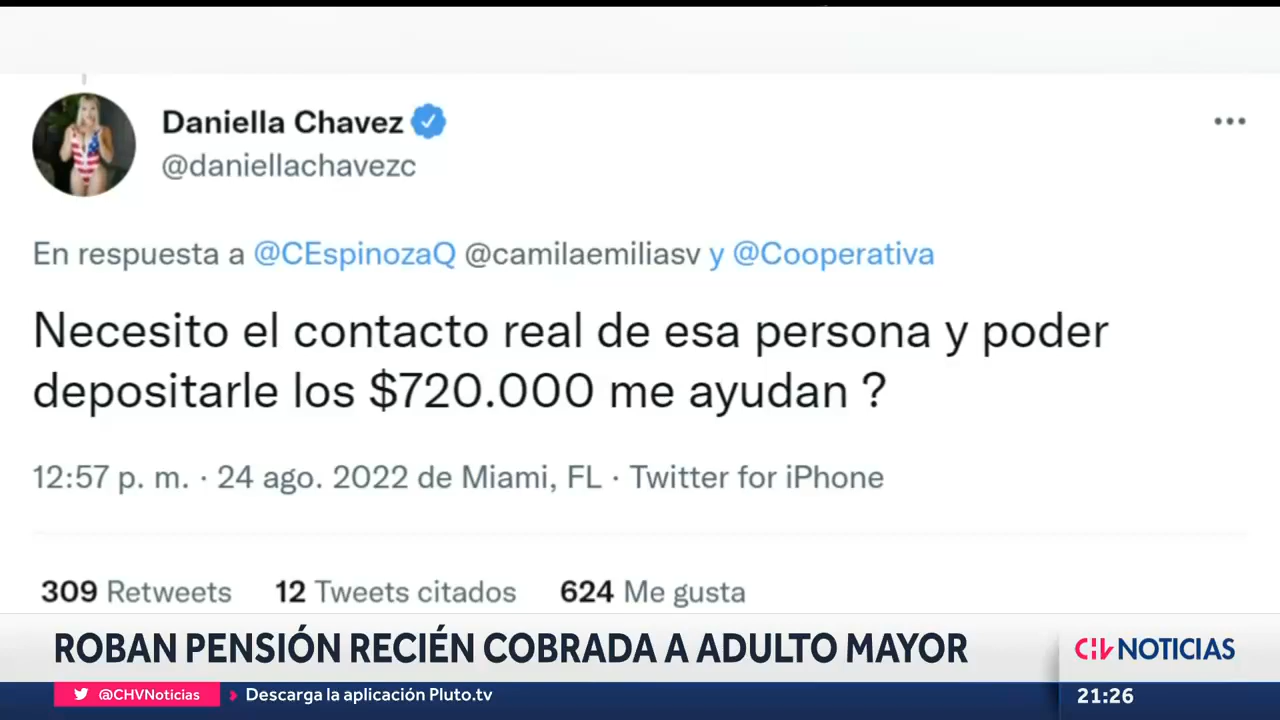 Daniella Chavez
@daniellachavezc
En respuesta a @CEspinozaQ @camilaemiliasv y @Cooperativa
Necesito el contacto real de esa persona y poder
depositarle los $720.000 me ayudan ?
12:57 p. m. · 24 ago. 2022 de Miami, FL · Twitter for iPhone
309 Retweets 12 Tweets citados 624 Me gusta
ROBAN PENSIÓN RECIÉN COBRADA A ADULTO MAYOR
CHV NOTICIAS
@CHVNoticias Descarga la aplicación Pluto.tv
21:26